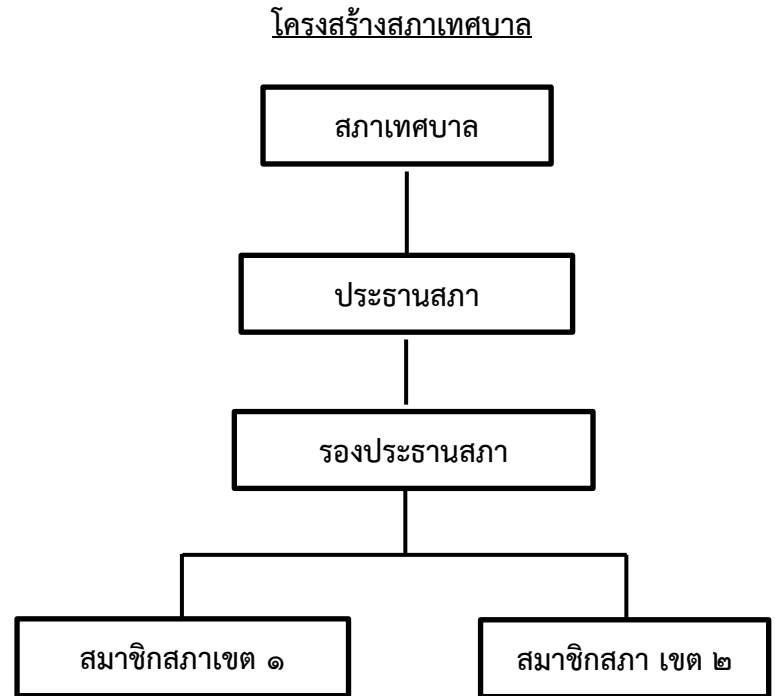 โครงสร้างสภาเทศบาล
สภาเทศบาล
ประธานสภา
รองประธานสภา
สมาชิกสภาเขต ๑
สมาชิกสภา เขต ๒